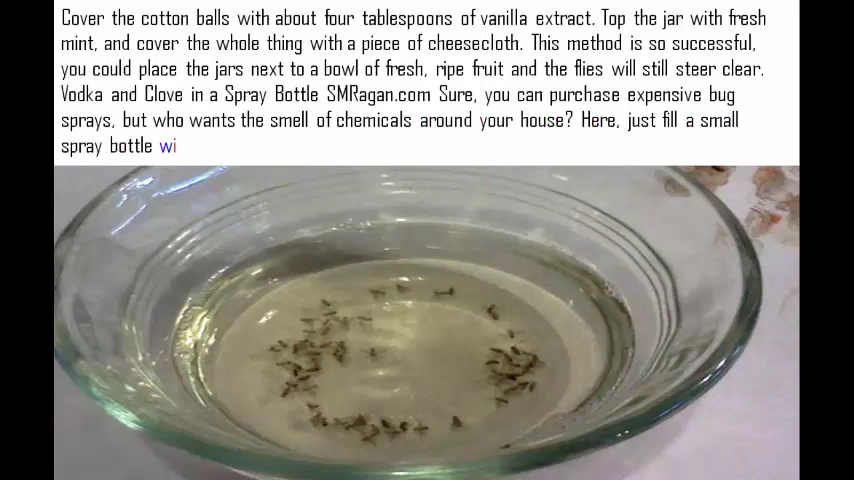 Cover the cotton balls with about four tablespoons of vanilla extract. Top the jar with fresh
mint, and cover the whole thing with a piece of cheesecloth. This method is so successful,
you could place the jars next to a bowl of fresh, ripe fruit and the flies will still steer clear.
Vodka and Clove in a Spray Bottle SMRagan.com Sure, you can purchase expensive bug
sprays, but who wants the smell of chemicals around your house? Here, just fill a small
spray bottle wi